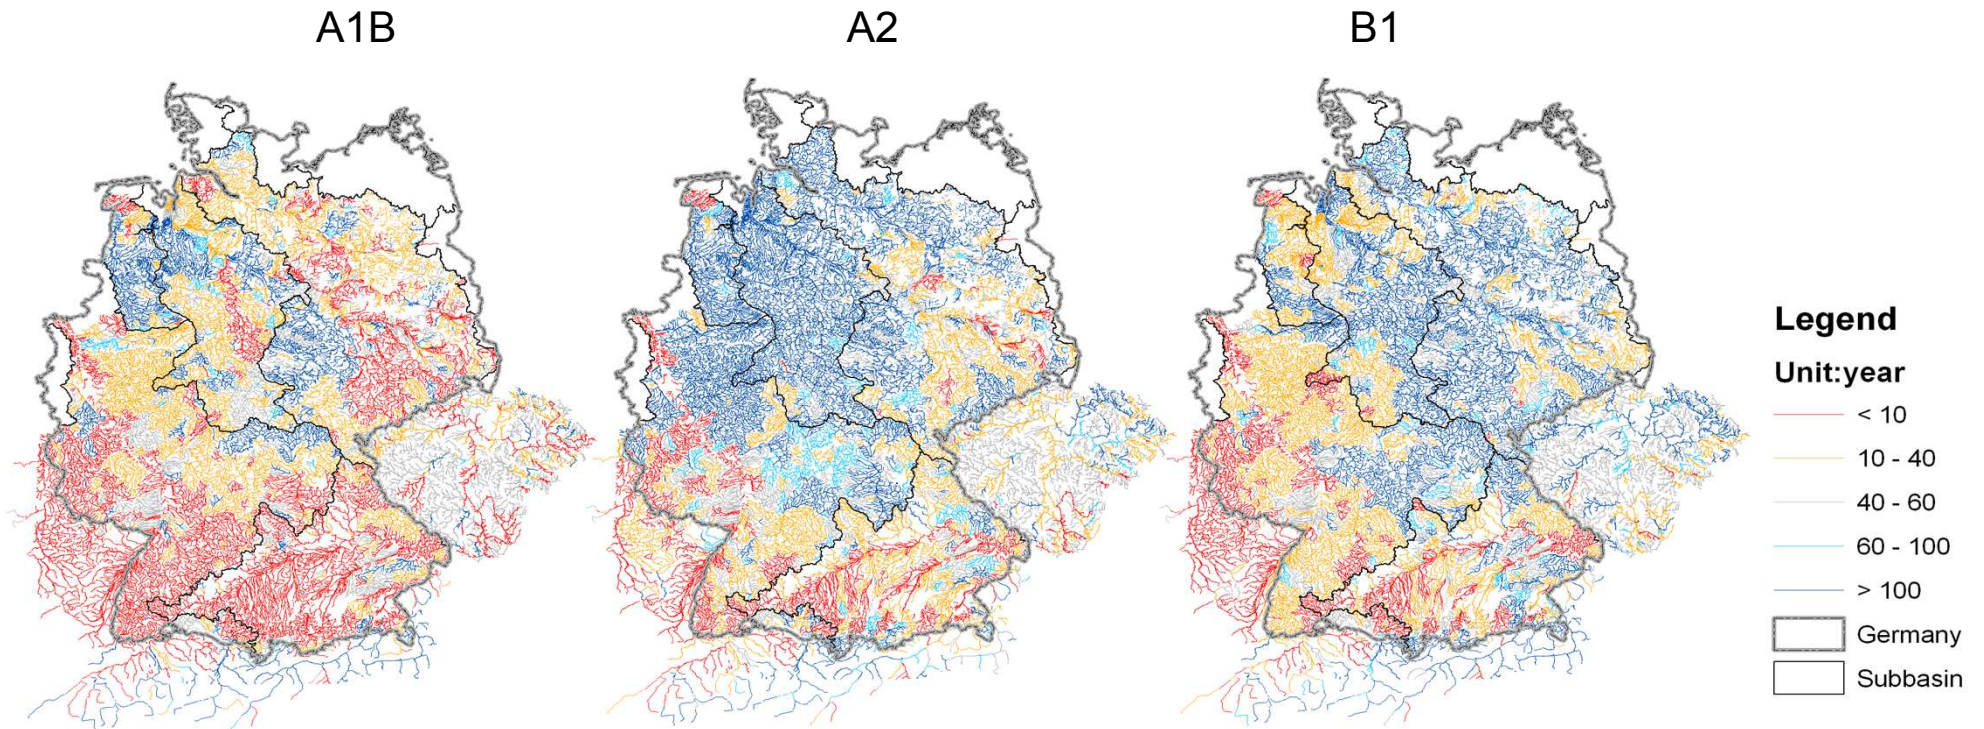 A1B
A2
B1
Legend
Unit:year
< 10
10 - 40
40 - 60
60 - 100
> 100
Germany
Subbasin